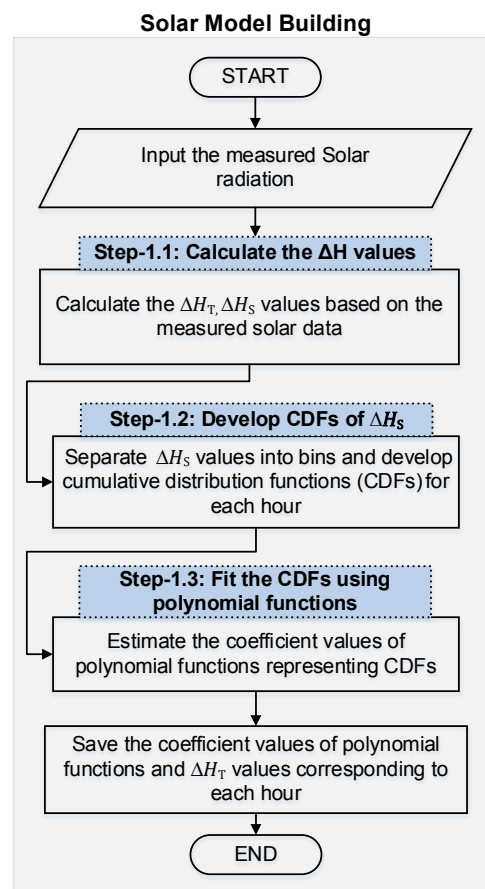 Solar Model Building
START
Input the measured Solar
radiation
Step-1.1: Calculate the ΔH values
Calculate the ΔH_T, ΔH_S values based on the
measured solar data
Step-1.2: Develop CDFs of ΔH_S
Separate ΔH_S values into bins and develop
cumulative distribution functions (CDFs) for
each hour
Step-1.3: Fit the CDFs using
polynomial functions
Estimate the coefficient values of
polynomial functions representing CDFs
Save the coefficient values of polynomial
functions and ΔH_T values corresponding to
each hour
END